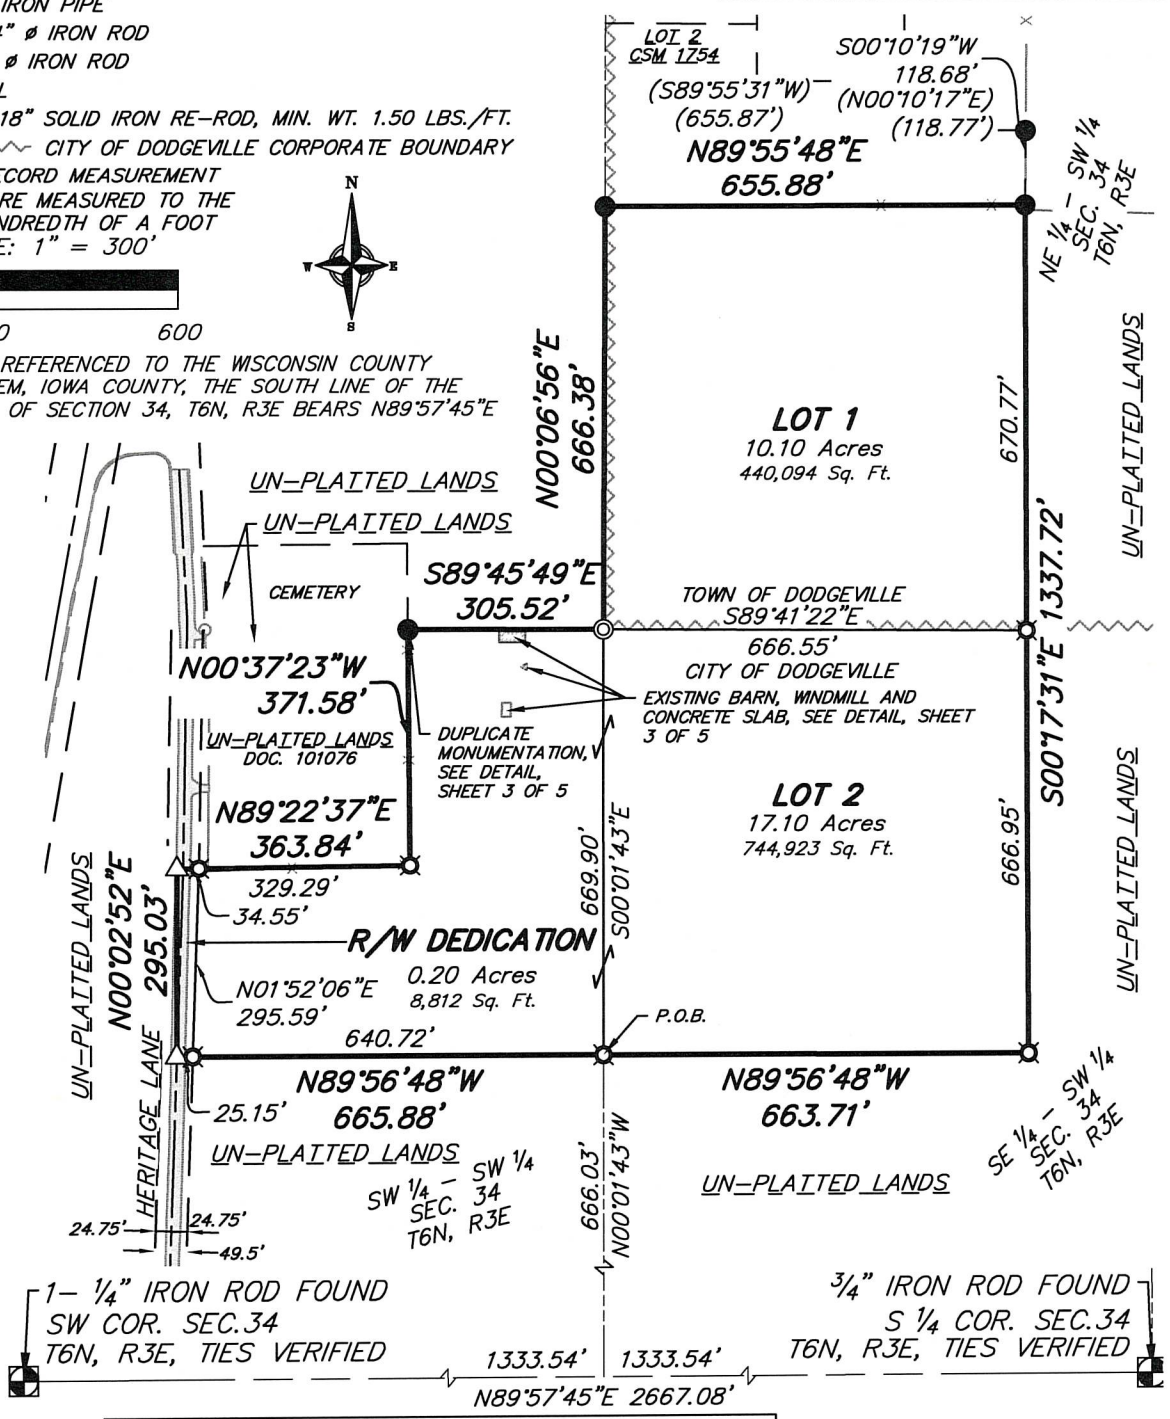 IRON PIPE
" ø IRON ROD
ø IRON ROD
18" SOLID IRON RE-ROD, MIN. WT. 1.50 LBS./FT.
CITY OF DODGEVILLE CORPORATE BOUNDARY
ECORD MEASUREMENT
RE MEASURED TO THE
NDREDTH OF A FOOT
E: 1" = 300'
600
REFERENCED TO THE WISCONSIN COUNTY
EM, IOWA COUNTY, THE SOUTH LINE OF THE
OF SECTION 34, T6N, R3E BEARS N89°57'45"E
N
W
E
S
LOT 2
CSM 1754
(S89°55'31"W)
(655.87')
N89°55'48"E
655.88'
S00°10'19"W
118.68'
(N00°10'17"E)
(118.77')
NE 1/4 - SW 1/4
SEC. 34
T6N, R3E
N00°06'56"E
666.38'
LOT 1
10.10 Acres
440,094 Sq. Ft.
670.77'
UN-PLATTED LANDS
S00°17'31"E 1337.72'
UN-PLATTED LANDS
UN-PLATTED LANDS
CEMETERY
S89°45'49"E
305.52'
TOWN OF DODGEVILLE
S89°41'22"E
666.55'
CITY OF DODGEVILLE
EXISTING BARN, WINDMILL AND
CONCRETE SLAB, SEE DETAIL, SHEET
3 OF 5
N00°37'23"W
371.58'
UN-PLATTED LANDS
DOC. 101076
DUPLICATE
MONUMENTATION,
SEE DETAIL,
SHEET 3 OF 5
N89°22'37"E
363.84'
329.29'
34.55'
LOT 2
17.10 Acres
744,923 Sq. Ft.
669.90'
S00°01'43"E
666.95'
UN-PLATTED LANDS
UN-PLATTED LANDS
N00°02'52"E
295.03'
R/W DEDICATION
0.20 Acres
8,812 Sq. Ft.
N01°52'06"E
295.59'
640.72'
P.O.B.
N89°56'48"W
665.88'
25.15'
N89°56'48"W
663.71'
HERITAGE LANE
UN-PLATTED LANDS
SW 1/4 - SW 1/4
SEC. 34
T6N, R3E
666.03'
N00°01'43"W
UN-PLATTED LANDS
SE 1/4 - SW 1/4
SEC. 34
T6N, R3E
24.75'
24.75'
49.5'
1- 1/4" IRON ROD FOUND
SW COR. SEC.34
T6N, R3E, TIES VERIFIED
3/4" IRON ROD FOUND
S 1/4 COR. SEC.34
T6N, R3E, TIES VERIFIED
1333.54'
1333.54'
N89°57'45"E 2667.08'